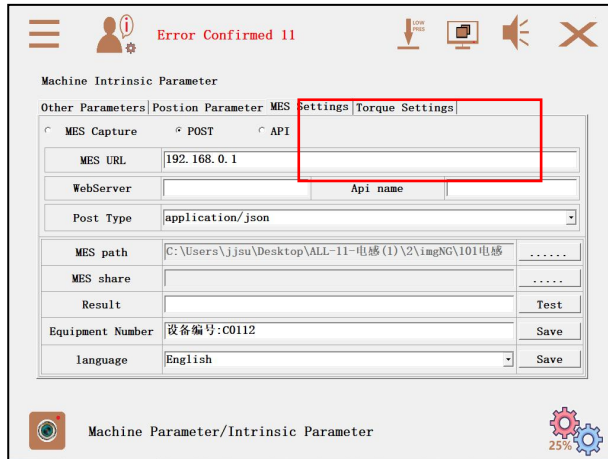 Error Confirmed 11
LOW PRES
Machine Intrinsic Parameter
Other Parameters Postion Parameter MES Settings Torque Settings
MES Capture POST API
MES URL 192.168.0.1
WebServer Api name
Post Type application/json
MES path C:\Users\jjsu\Desktop\ALL-11-电感(1)\2\imgNG\101电感 ......
MES share .....
Result Test
Equipment Number 设备编号:C0112 Save
language English Save
Machine Parameter/Intrinsic Parameter
25%